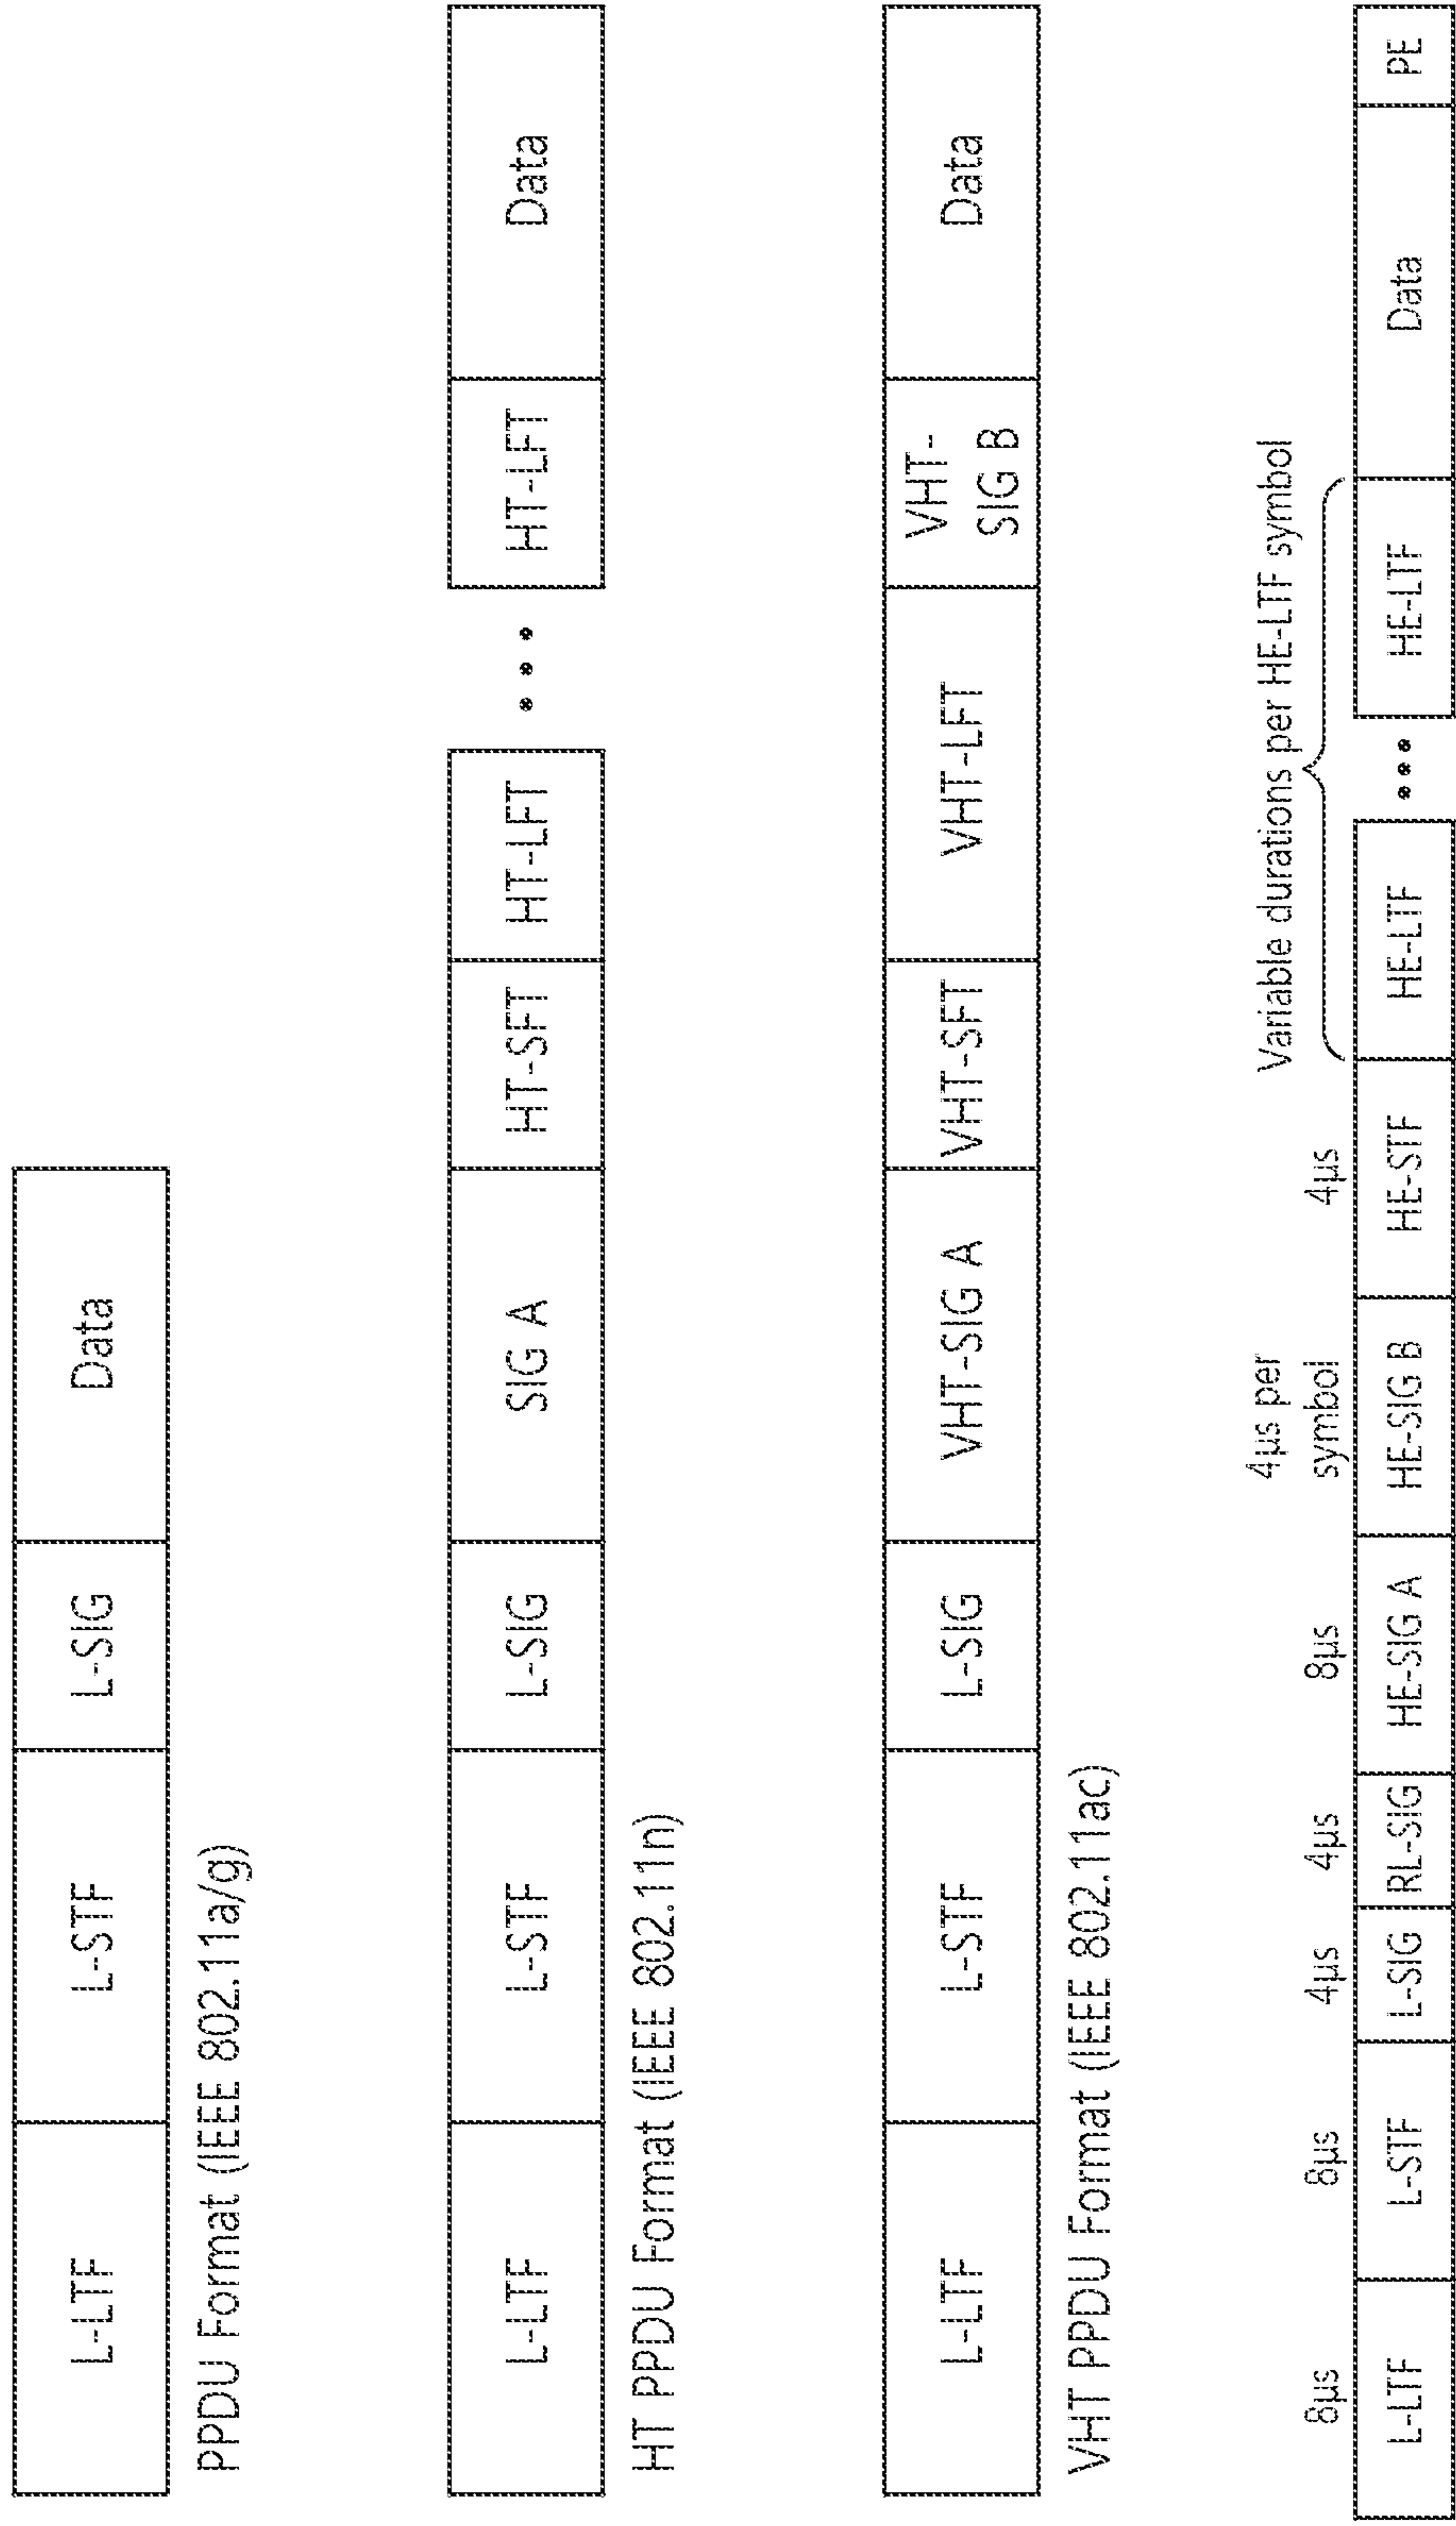 L-LTF
L-STF
L-SIG
Data
PPDU Format (IEEE 802.11a/g)
L-LTF
L-STF
L-SIG
SIG A
HT-SFT
HT-LFT
•••
HT-LFT
Data
HT PPDU Format (IEEE 802.11n)
L-LTF
L-STF
L-SIG
VHT-SIG A
VHT-SFT
VHT-LFT
VHT-
SIG B
Data
VHT PPDU Format (IEEE 802.11ac)
8µs
8µs
4µs
4µs
8µs
4µs per
symbol
4µs
Variable durations per HE-LTF symbol
L-LTF
L-STF
L-SIG
RL-SIG
HE-SIG A
HE-SIG B
HE-STF
HE-LTF
•••
HE-LTF
Data
PE